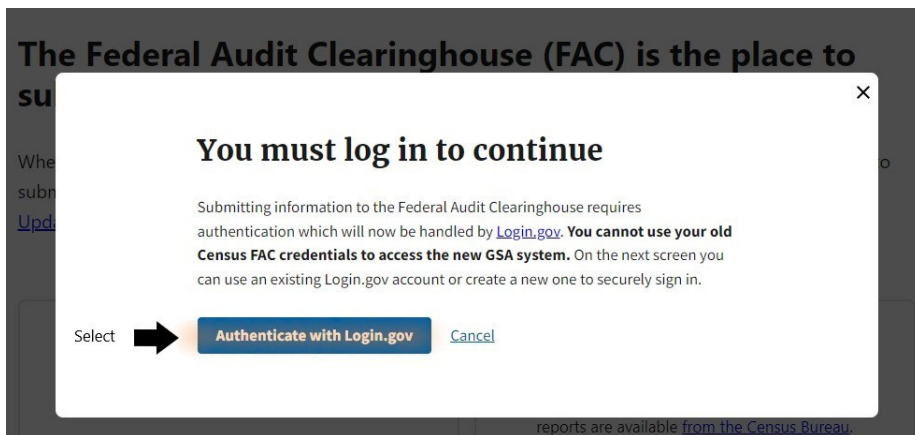 The Federal Audit Clearinghouse (FAC) is the place to
su
You must log in to continue
Whe
to
subn
Submitting information to the Federal Audit Clearinghouse requires
Upda
authentication which will now be handled by Login.gov. You cannot use your old
Census FAC credentials to access the new GSA system. On the next screen you
can use an existing Login.gov account or create a new one to securely sign in.
Select
Authenticate with Login.gov
Cancel
reports are available from the Census Bureau.